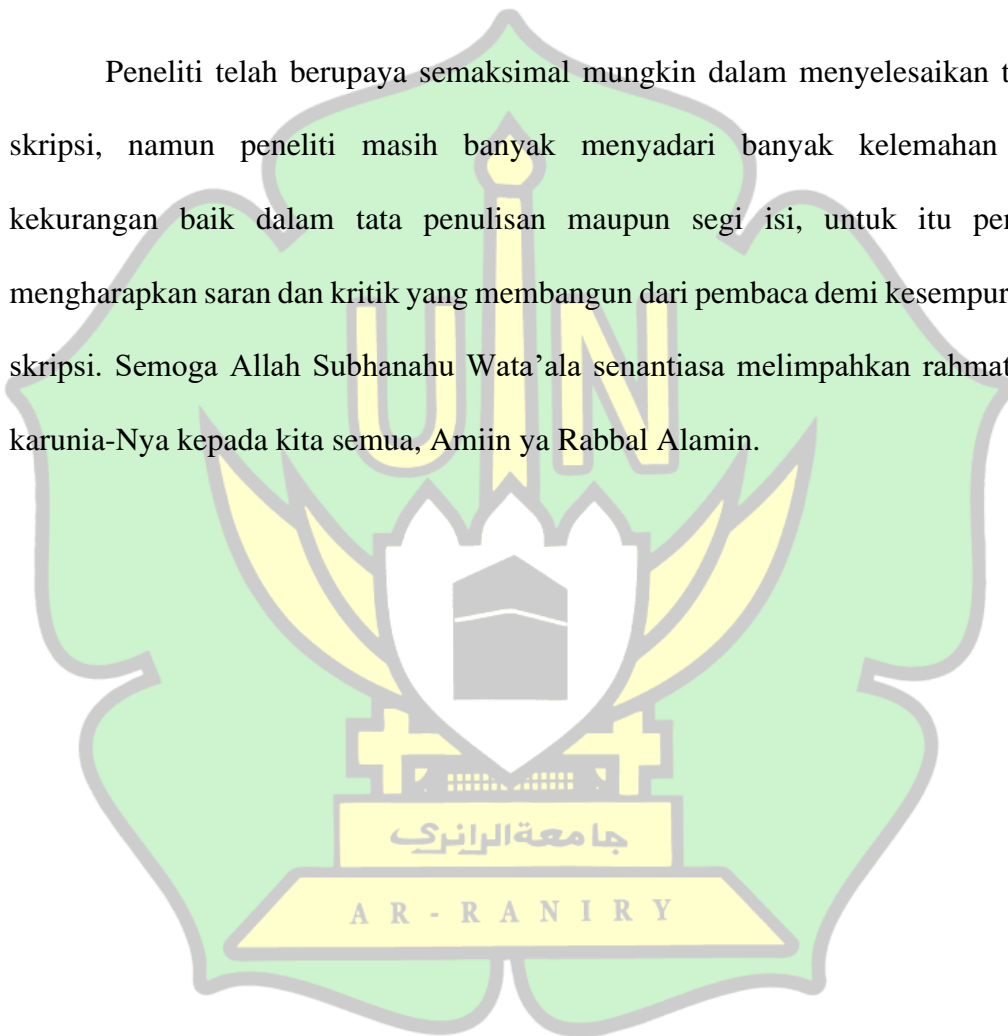 Peneliti telah berupaya semaksimal mungkin dalam menyelesaikan
skripsi, namun peneliti masih banyak menyadari banyak kelemahan
kekurangan baik dalam tata penulisan maupun segi isi, untuk itu
mengharapkan saran dan kritik yang membangun dari pembaca demi
skripsi. Semoga Allah Subhanahu Wata’ala senantiasa melimpahkan rahmat
karunia-Nya kepada kita semua, Amiin ya Rabbal Alamin.
UIN
جامعةالرانري
AR-RANIRY